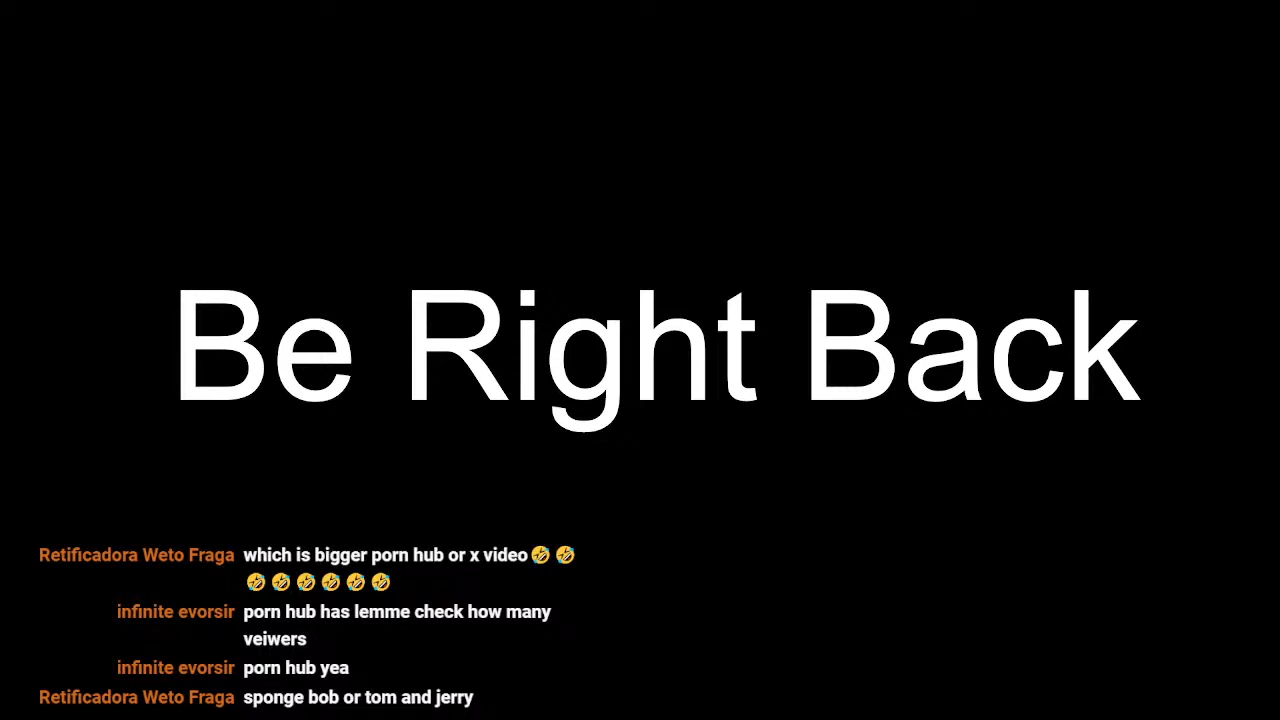 Be Right Back
Retificadora Weto Fraga which is bigger porn hub or x video🤣🤣
🤣🤣🤣🤣🤣🤣
infinite evorsir porn hub has lemme check how many
veiwers
infinite evorsir porn hub yea
Retificadora Weto Fraga sponge bob or tom and jerry